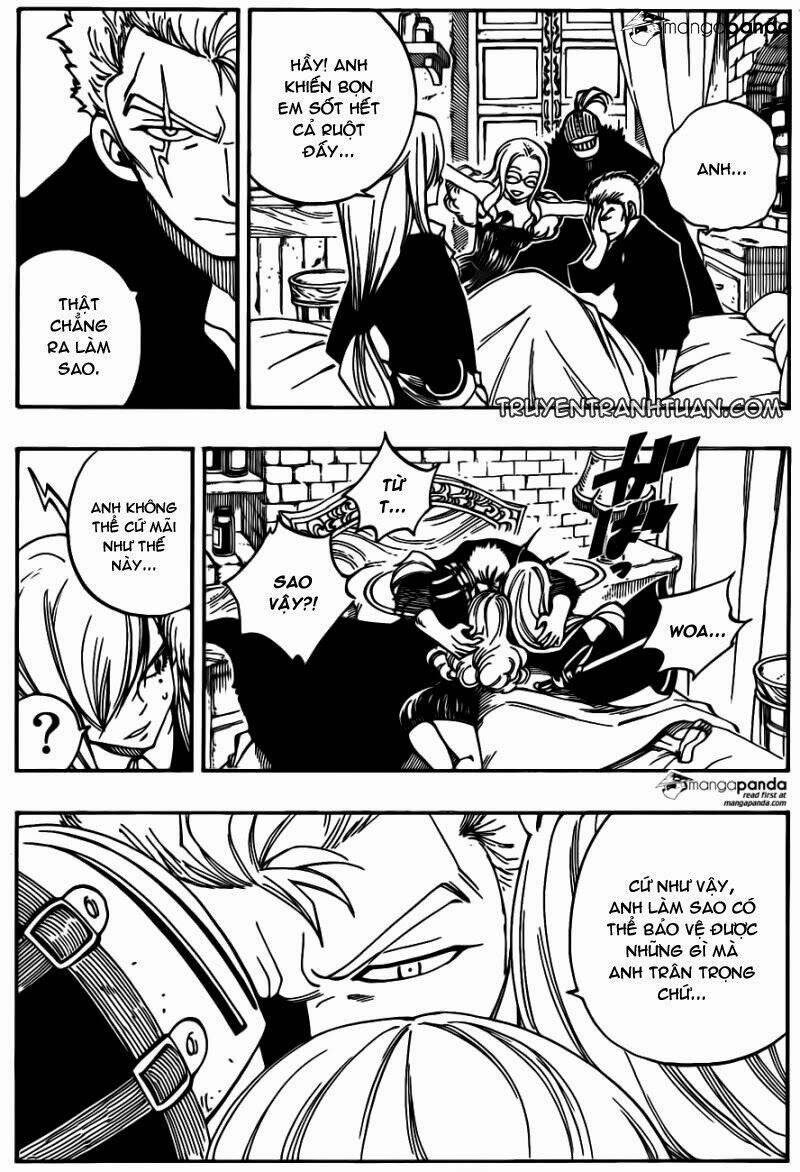 mangapanda
HẦY! ANH
KHIẾN BỌN
EM SỐT HẾT
CẢ RUỘT
ĐẤY...
ANH...
THẬT
CHẲNG
RA LÀM
SAO.
TRUYENTRANHTUAN.COM
ANH KHÔNG
THỂ CỨ MÃI
NHƯ THẾ
NÀY...
?
TỪ
T...
SAO
VẬY?!
WOA...
mangapanda
read first at
mangapanda.com
CỨ NHƯ VẬY,
ANH LÀM SAO CÓ
THỂ BẢO VỆ ĐƯỢC
NHỮNG GÌ MÀ
ANH TRÂN TRỌNG
CHỨ...